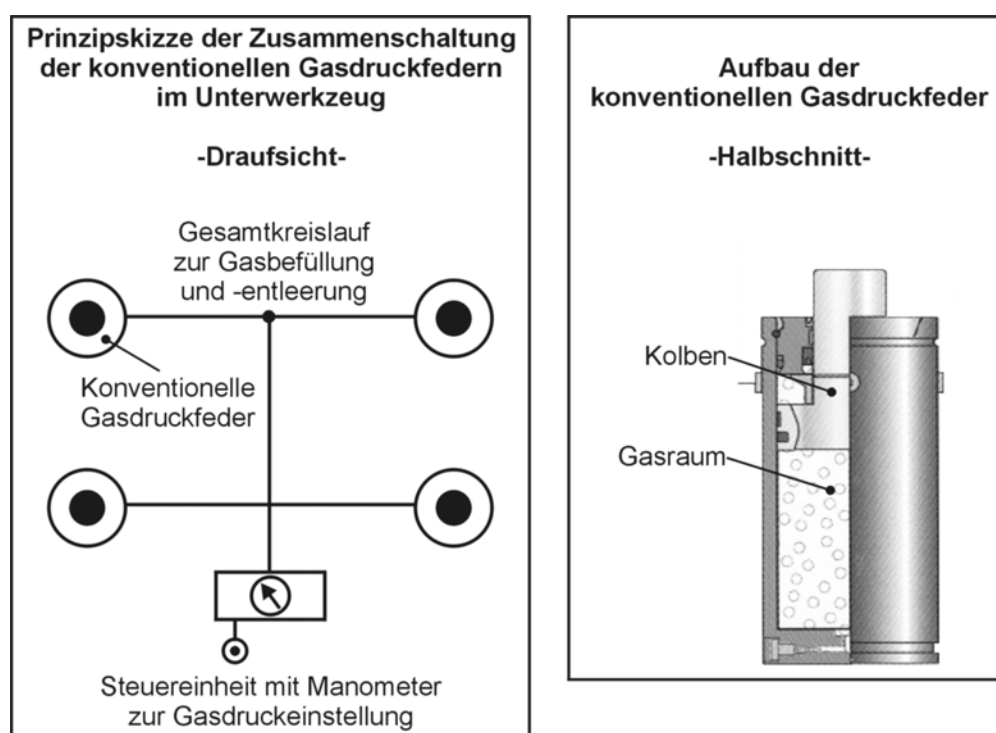 Prinzipskizze der Zusammenschaltung
der konventionellen Gasdruckfedern
im Unterwerkzeug
-Draufsicht-
Gesamtkreislauf
zur Gasbefüllung
und -entleerung
Konventionelle
Gasdruckfeder
Steuereinheit mit Manometer
zur Gasdruckeinstellung
Aufbau der
konventionellen Gasdruckfeder
-Halbschnitt-
Kolben
Gasraum